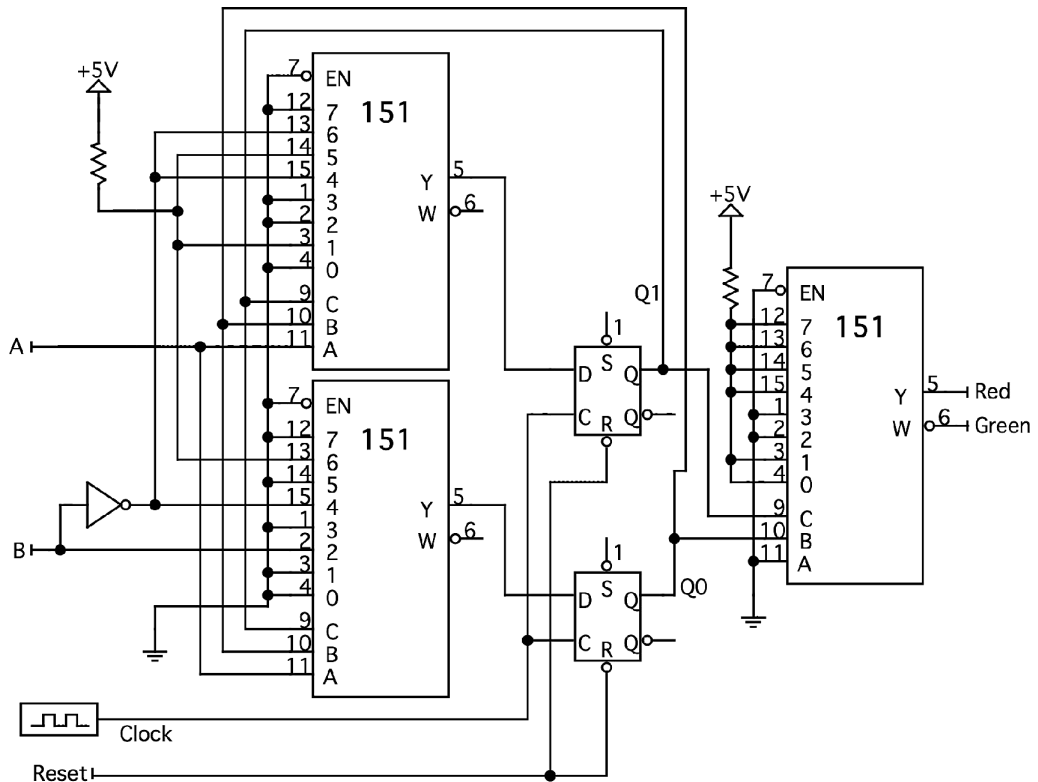 +5V
7 EN
151
12 7
13 6
14 5
15 4
1 3
2 2
3 1
4 0
9 C
10 B
11 A
Y 5
W 6
A
7 EN
151
12 7
13 6
14 5
15 4
1 3
2 2
3 1
4 0
9 C
10 B
11 A
Y 5
W 6
B
Clock
Reset
Q1
1
S
D Q
C Q
R
1
S
D Q
C Q
R
Q0
+5V
7 EN
151
12 7
13 6
14 5
15 4
1 3
2 2
3 1
4 0
9 C
10 B
11 A
Y 5 Red
W 6 Green